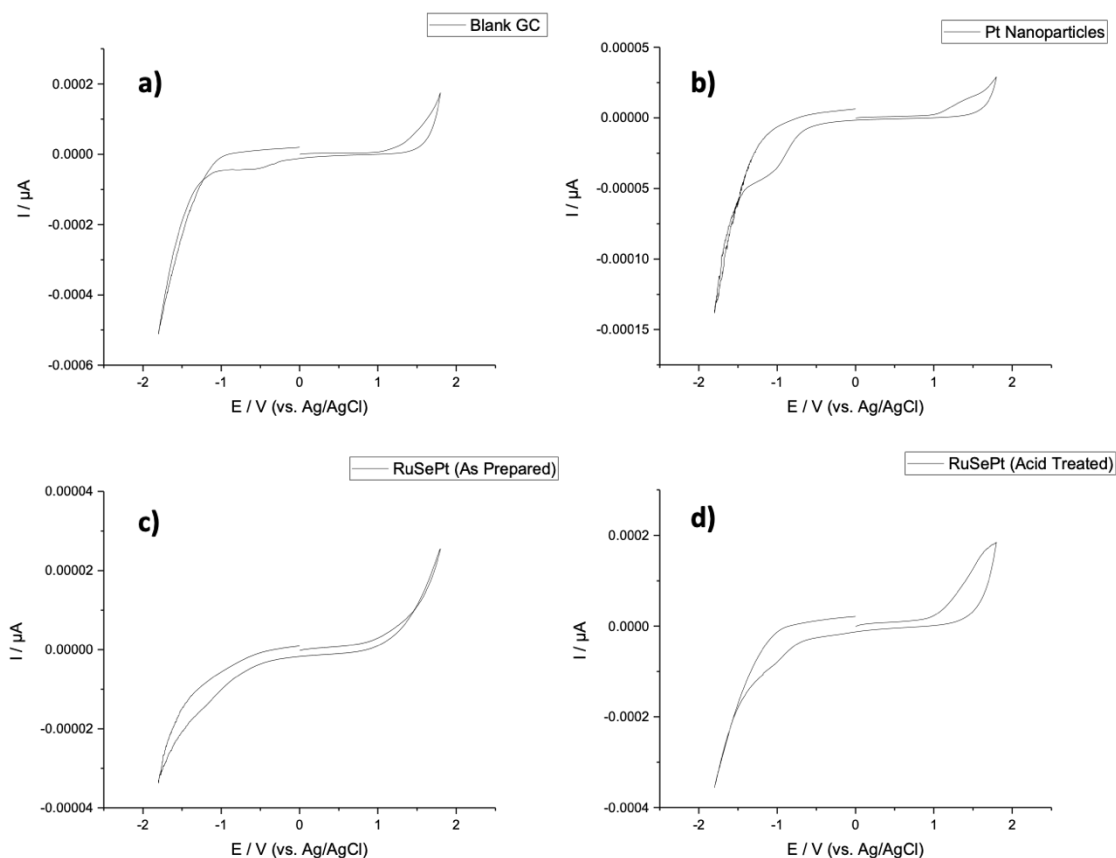 Blank GC
a)
0.0002
0.0000
-0.0002
-0.0004
-0.0006
I / µA
-2 -1 0 1 2
E / V (vs. Ag/AgCl)
Pt Nanoparticles
b)
0.00005
0.00000
-0.00005
-0.00010
-0.00015
I / µA
-2 -1 0 1 2
E / V (vs. Ag/AgCl)
RuSePt (As Prepared)
c)
0.00004
0.00002
0.00000
-0.00002
-0.00004
I / µA
-2 -1 0 1 2
E / V (vs. Ag/AgCl)
RuSePt (Acid Treated)
d)
0.0002
0.0000
-0.0002
-0.0004
I / µA
-2 -1 0 1 2
E / V (vs. Ag/AgCl)